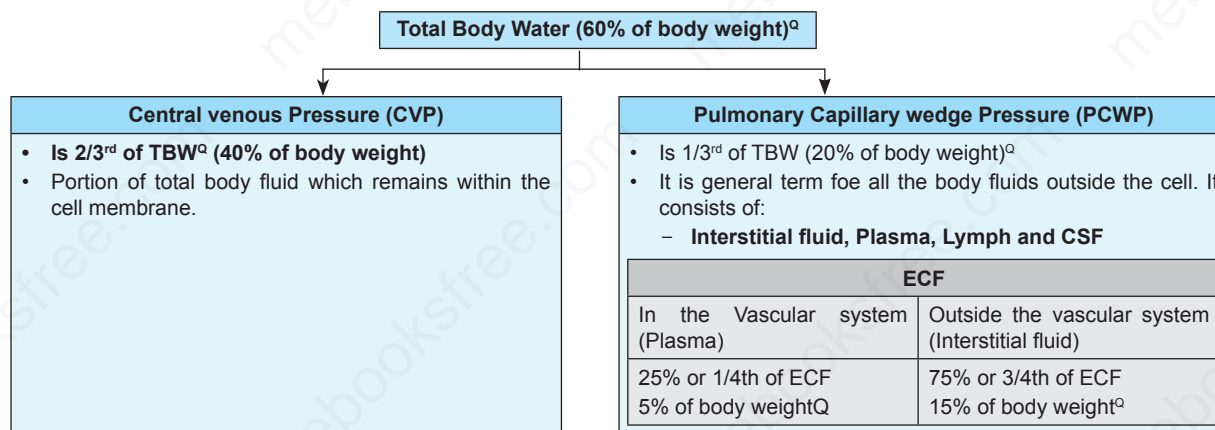 Total Body Water (60% of body weight)Q
Central venous Pressure (CVP)
• Is 2/3rd of TBWQ (40% of body weight)
• Portion of total body fluid which remains within the
cell membrane.
Pulmonary Capillary wedge Pressure (PCWP)
• Is 1/3rd of TBW (20% of body weight)Q
• It is general term foe all the body fluids outside the cell. It
consists of:
– Interstitial fluid, Plasma, Lymph and CSF
ECF
In the Vascular system
(Plasma)
Outside the vascular system
(Interstitial fluid)
25% or 1/4th of ECF
5% of body weightQ
75% or 3/4th of ECF
15% of body weightQ